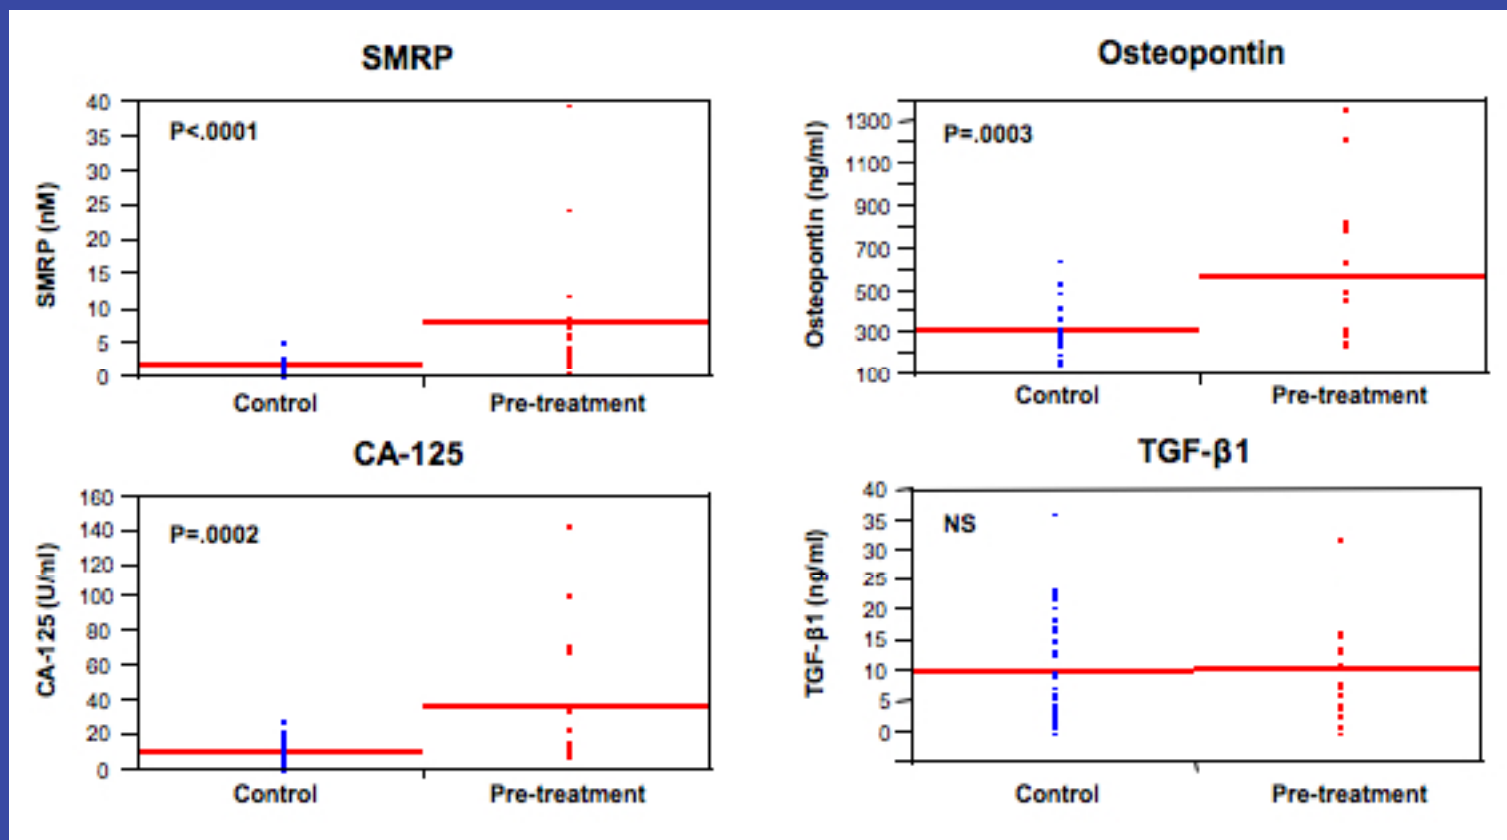 SMRP
P<.0001
SMRP (nM)
40
35
30
25
20
15
10
5
0
Control Pre-treatment
Osteopontin
P=.0003
Osteopontin (ng/ml)
1300
1100
900
700
500
300
100
Control Pre-treatment
CA-125
P=.0002
CA-125 (U/ml)
160
140
120
100
80
60
40
20
0
Control Pre-treatment
TGF-β1
NS
TGF-β1 (ng/ml)
40
35
30
25
20
15
10
5
0
Control Pre-treatment